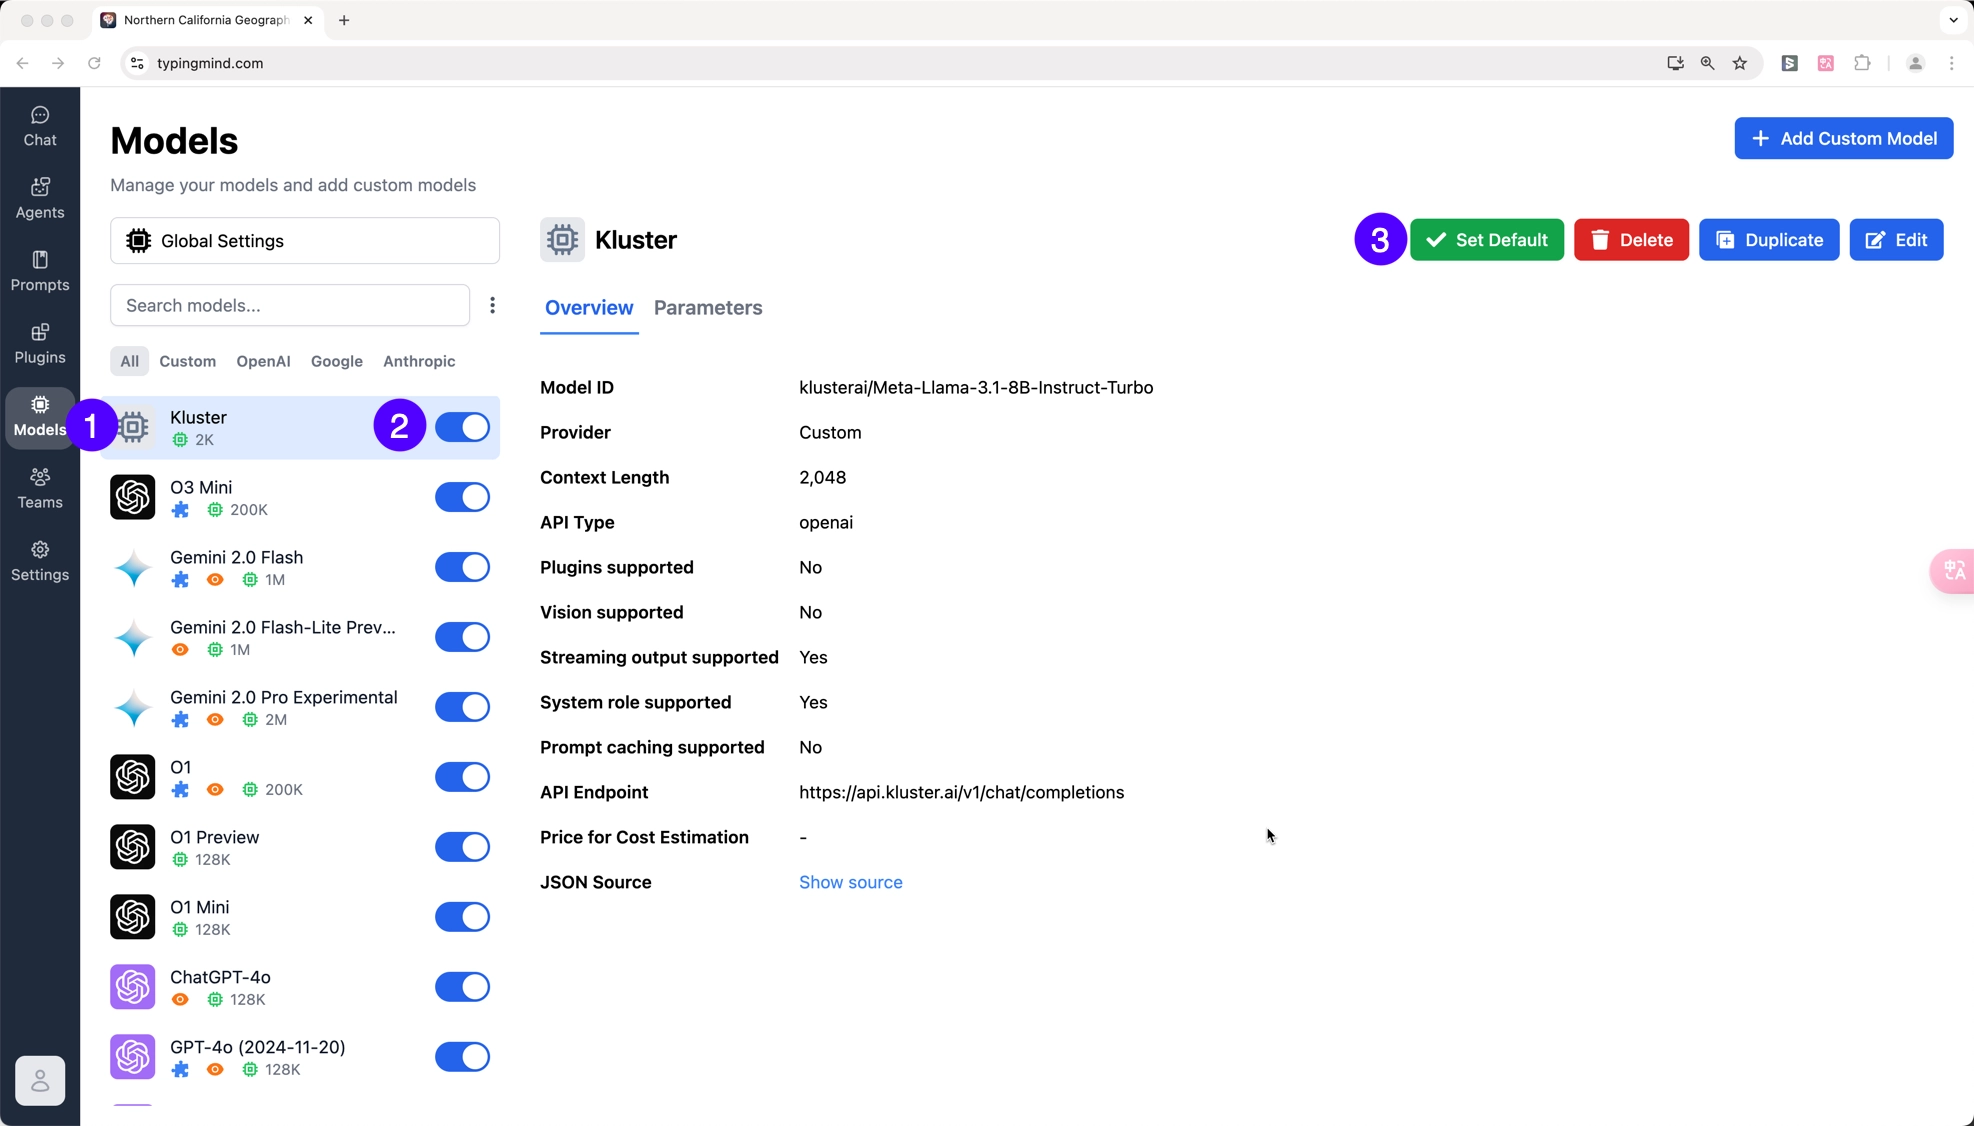 Northern California Geograph
typingmind.com
Chat
Agents
Prompts
Plugins
Models
Teams
Settings
Models
Manage your models and add custom models
Add Custom Model
Global Settings
Search models...
All Custom OpenAI Google Anthropic
1
Kluster
2K
2
O3 Mini
200K
Gemini 2.0 Flash
1M
Gemini 2.0 Flash-Lite Prev...
1M
Gemini 2.0 Pro Experimental
2M
O1
200K
O1 Preview
128K
O1 Mini
128K
ChatGPT-4o
128K
GPT-4o (2024-11-20)
128K
Kluster
3
Set Default
Delete
Duplicate
Edit
Overview Parameters
Model ID klusterai/Meta-Llama-3.1-8B-Instruct-Turbo
Provider Custom
Context Length 2,048
API Type openai
Plugins supported No
Vision supported No
Streaming output supported Yes
System role supported Yes
Prompt caching supported No
API Endpoint https://api.kluster.ai/v1/chat/completions
Price for Cost Estimation -
JSON Source Show source
中A